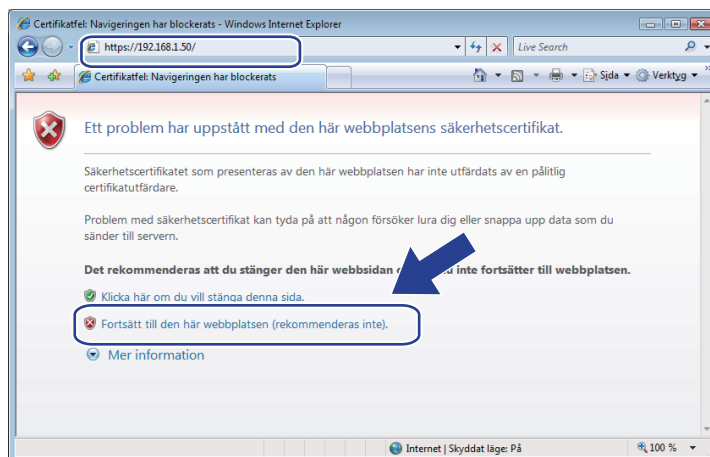 Certifikatfel: Navigeringen har blockerats - Windows Internet Explorer
https://192.168.1.50/
Live Search
Certifikatfel: Navigeringen har blockerats
Sida
Verktyg
Ett problem har uppstått med den här webbplatsens säkerhetscertifikat.
Säkerhetscertifikatet som presenteras av den här webbplatsen har inte utfärdats av en pålitlig
certifikatutfärdare.
Problem med säkerhetscertifikat kan tyda på att någon försöker lura dig eller snappa upp data som du
sänder till servern.
Det rekommenderas att du stänger den här webbsidan inte fortsätter till webbplatsen.
Klicka här om du vill stänga denna sida.
Fortsätt till den här webbplatsen (rekommenderas inte).
Mer information
Internet | Skyddat läge: På
100 %